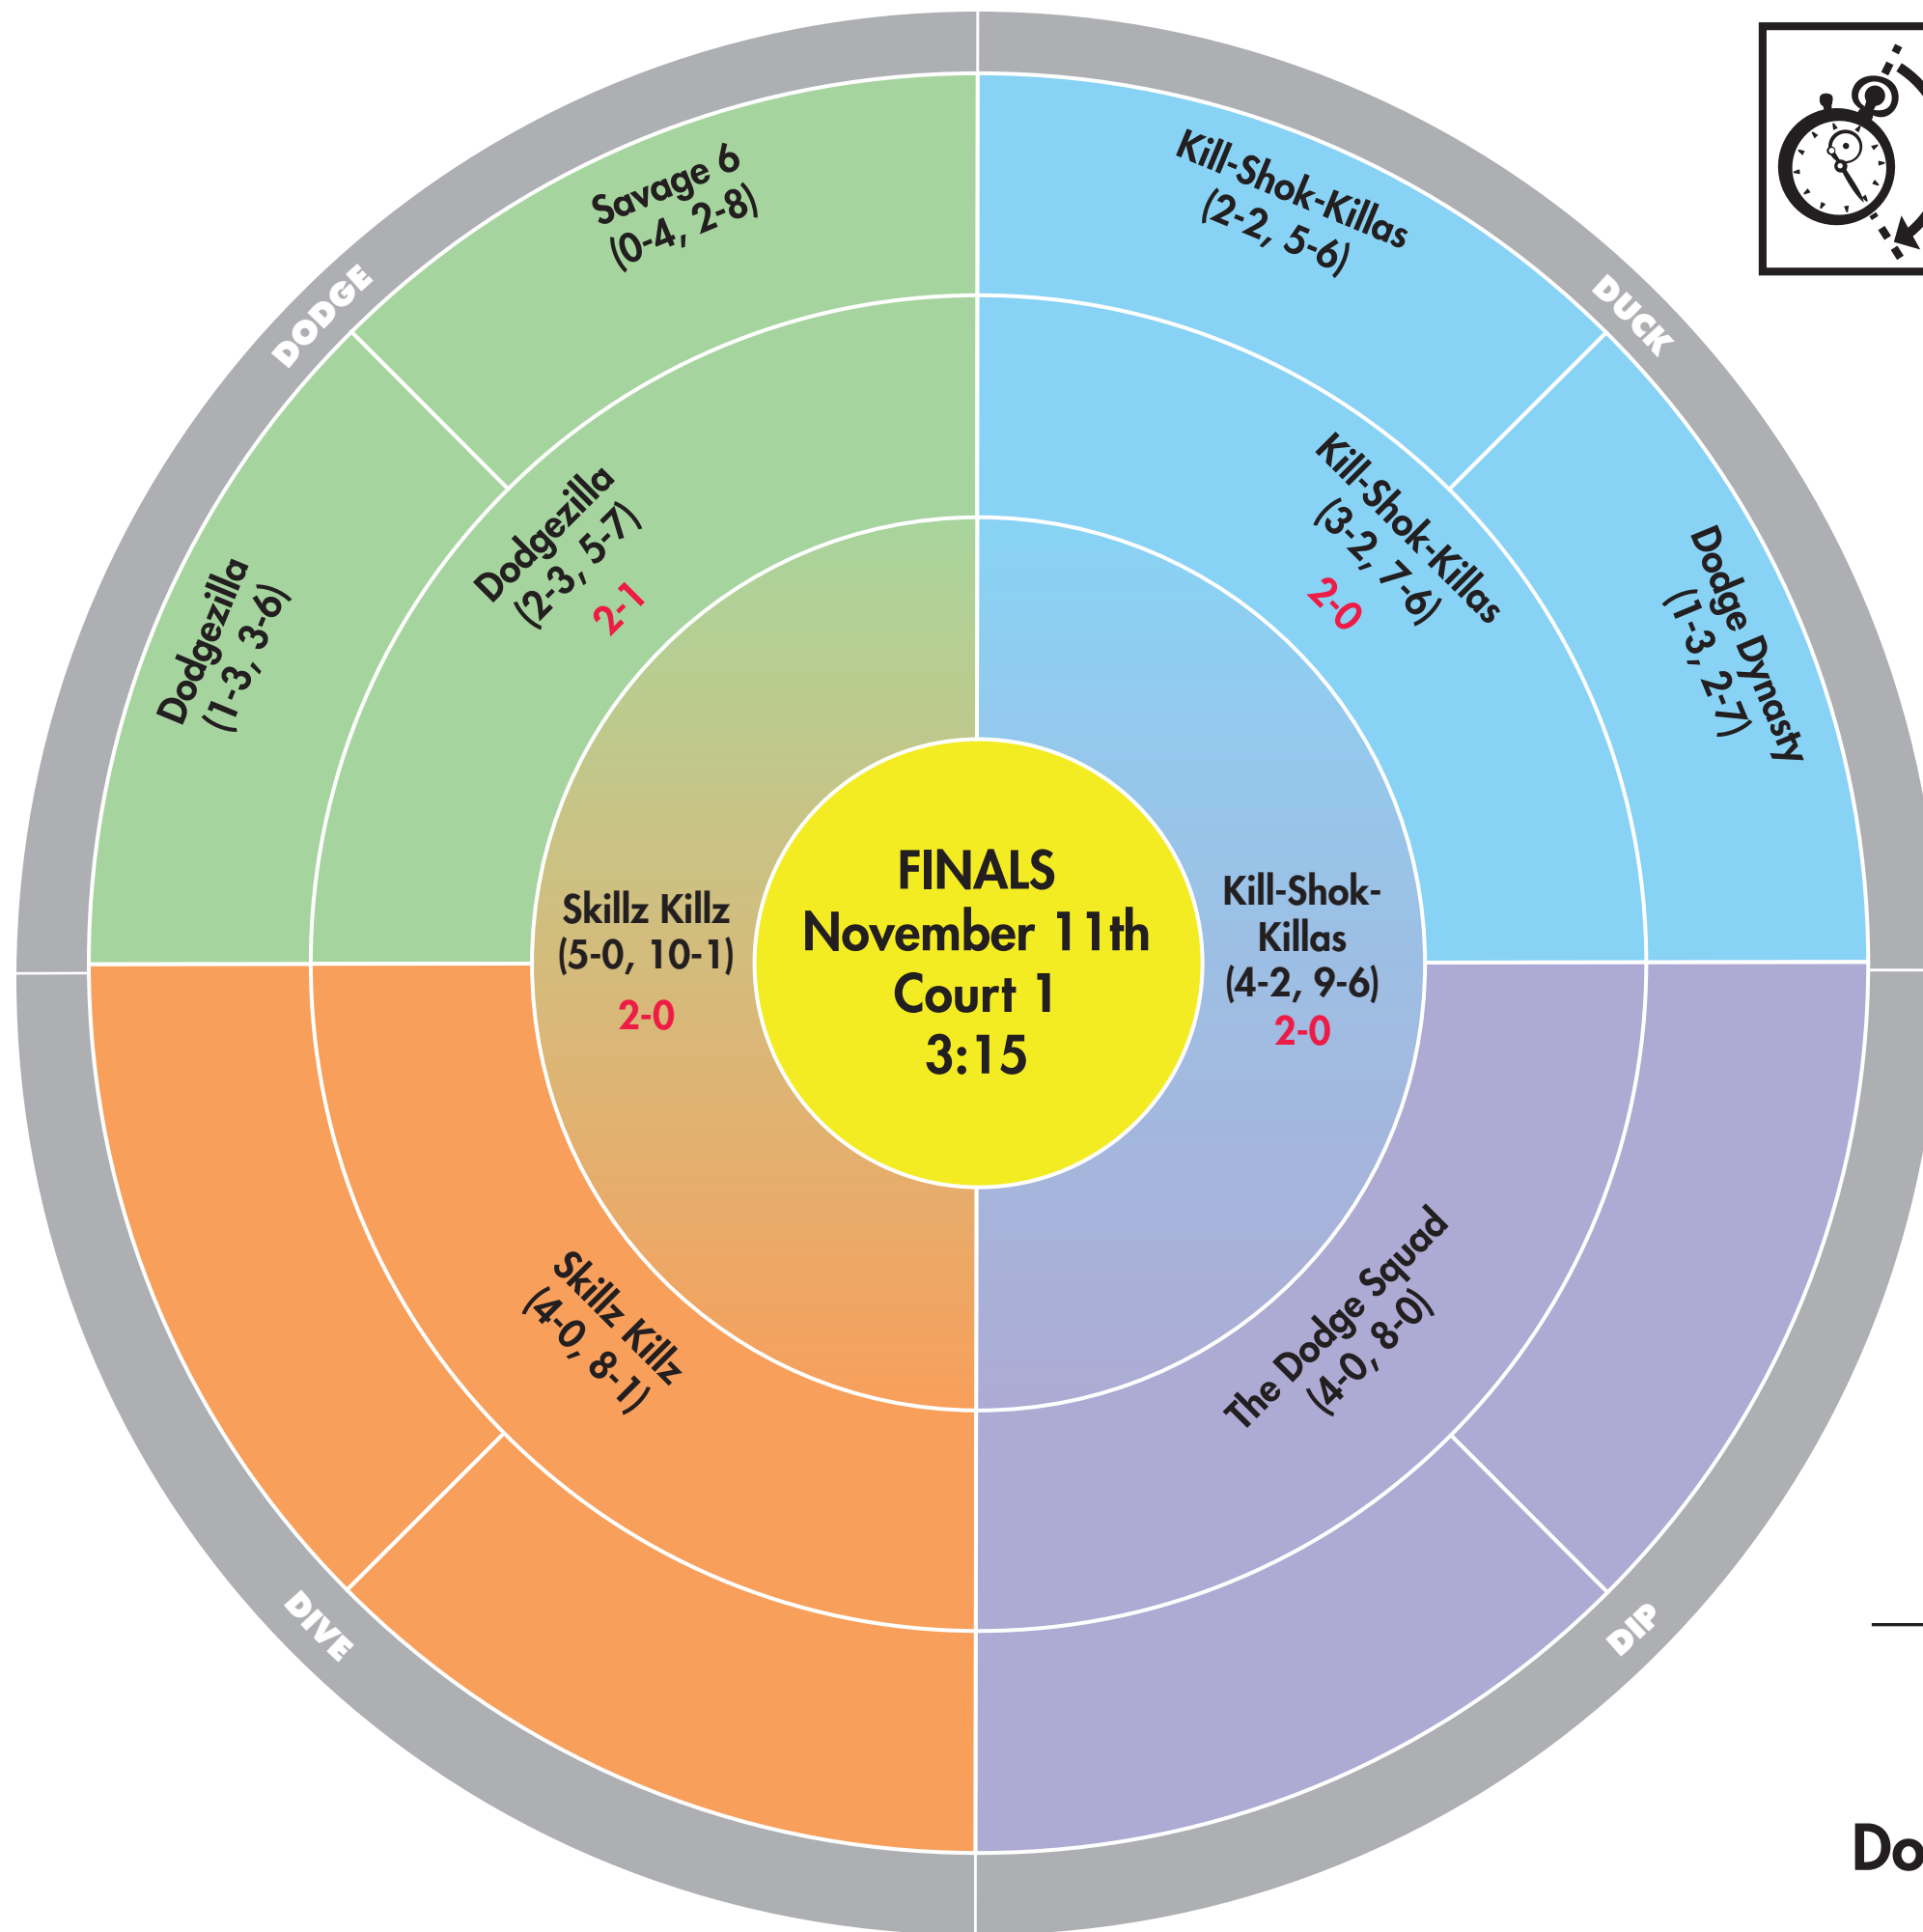 DODGE
DUCK
Savage 6
(0-4, 2-8)
Kill-Shok-Killas
(2-2, 5-6)
Dodgezilla
(1-3, 3-6)
Dodgezilla
(2-3, 5-7)
2-1
Kill-Shok-Killas
(3-2, 7-6)
2-0
Dodge Dynasty
(1-3, 2-7)
Skillz Killz
(5-0, 10-1)
2-0
FINALS
November 11th
Court 1
3:15
Kill-Shok-
Killas
(4-2, 9-6)
2-0
Skillz Killz
(4-0, 8-1)
The Dodge Squad
(4-0, 8-0)
DIVE
DIP
Do